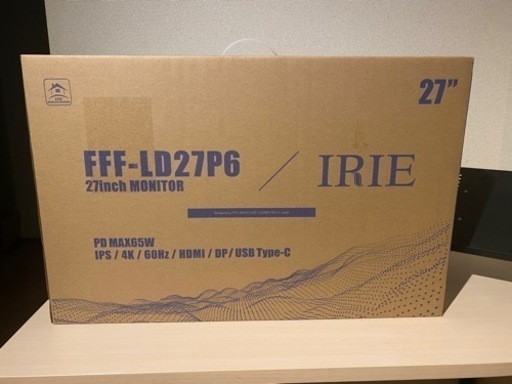 27”
FFF-LD27P6 / IRIE
27inch MONITOR
PD MAX65W
IPS / 4K / 60Hz / HDMI / DP / USB Type-C